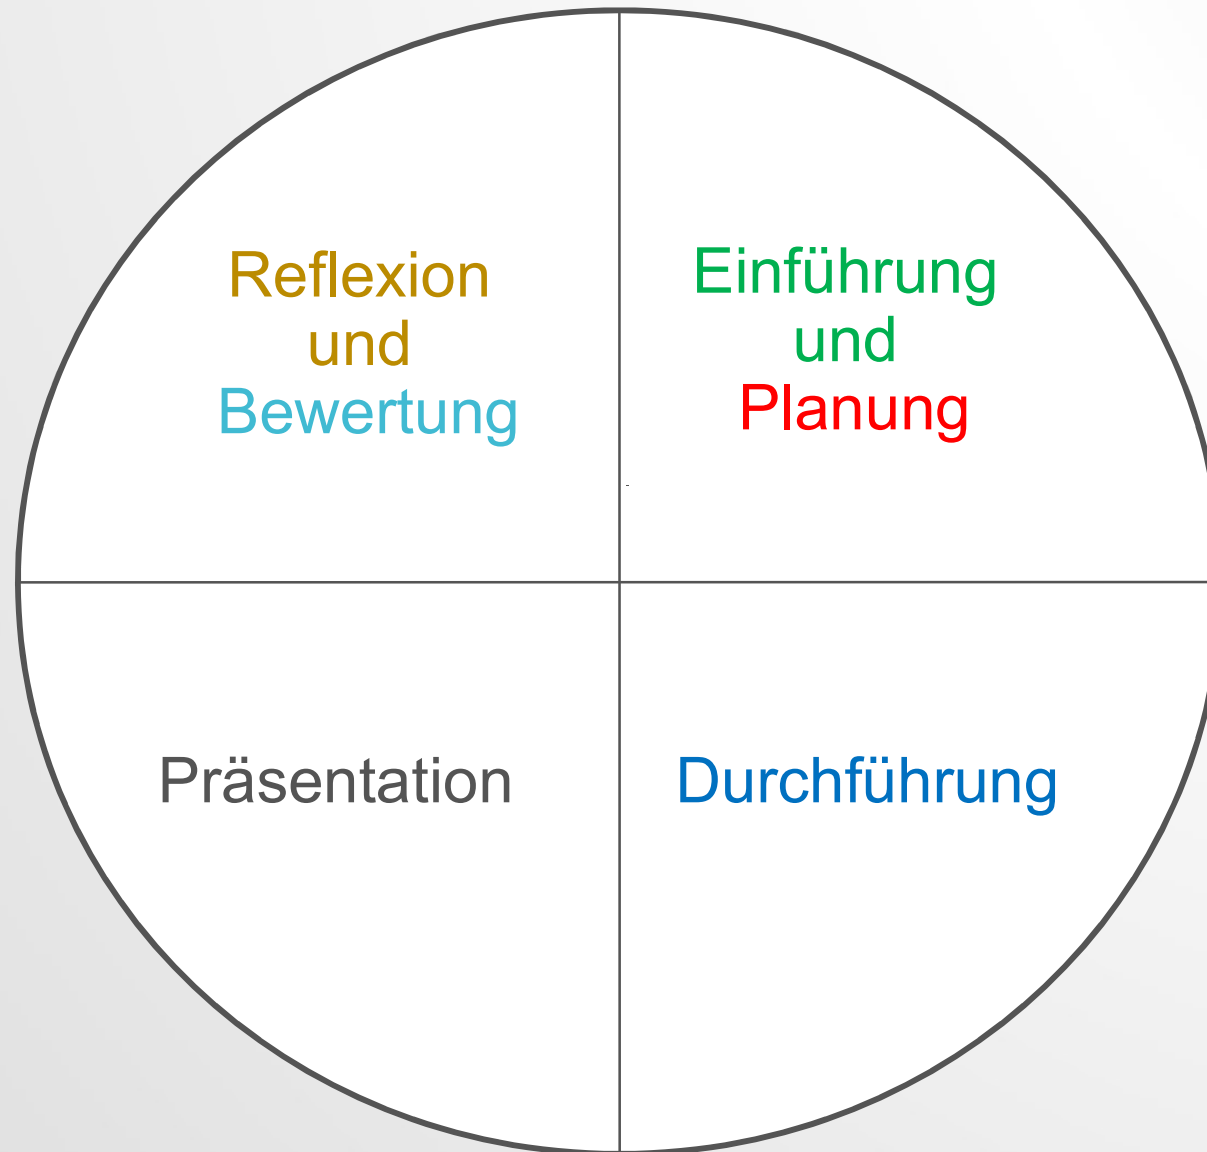 Reflexion
und
Bewertung
Einführung
und
Planung
Präsentation
Durchführung